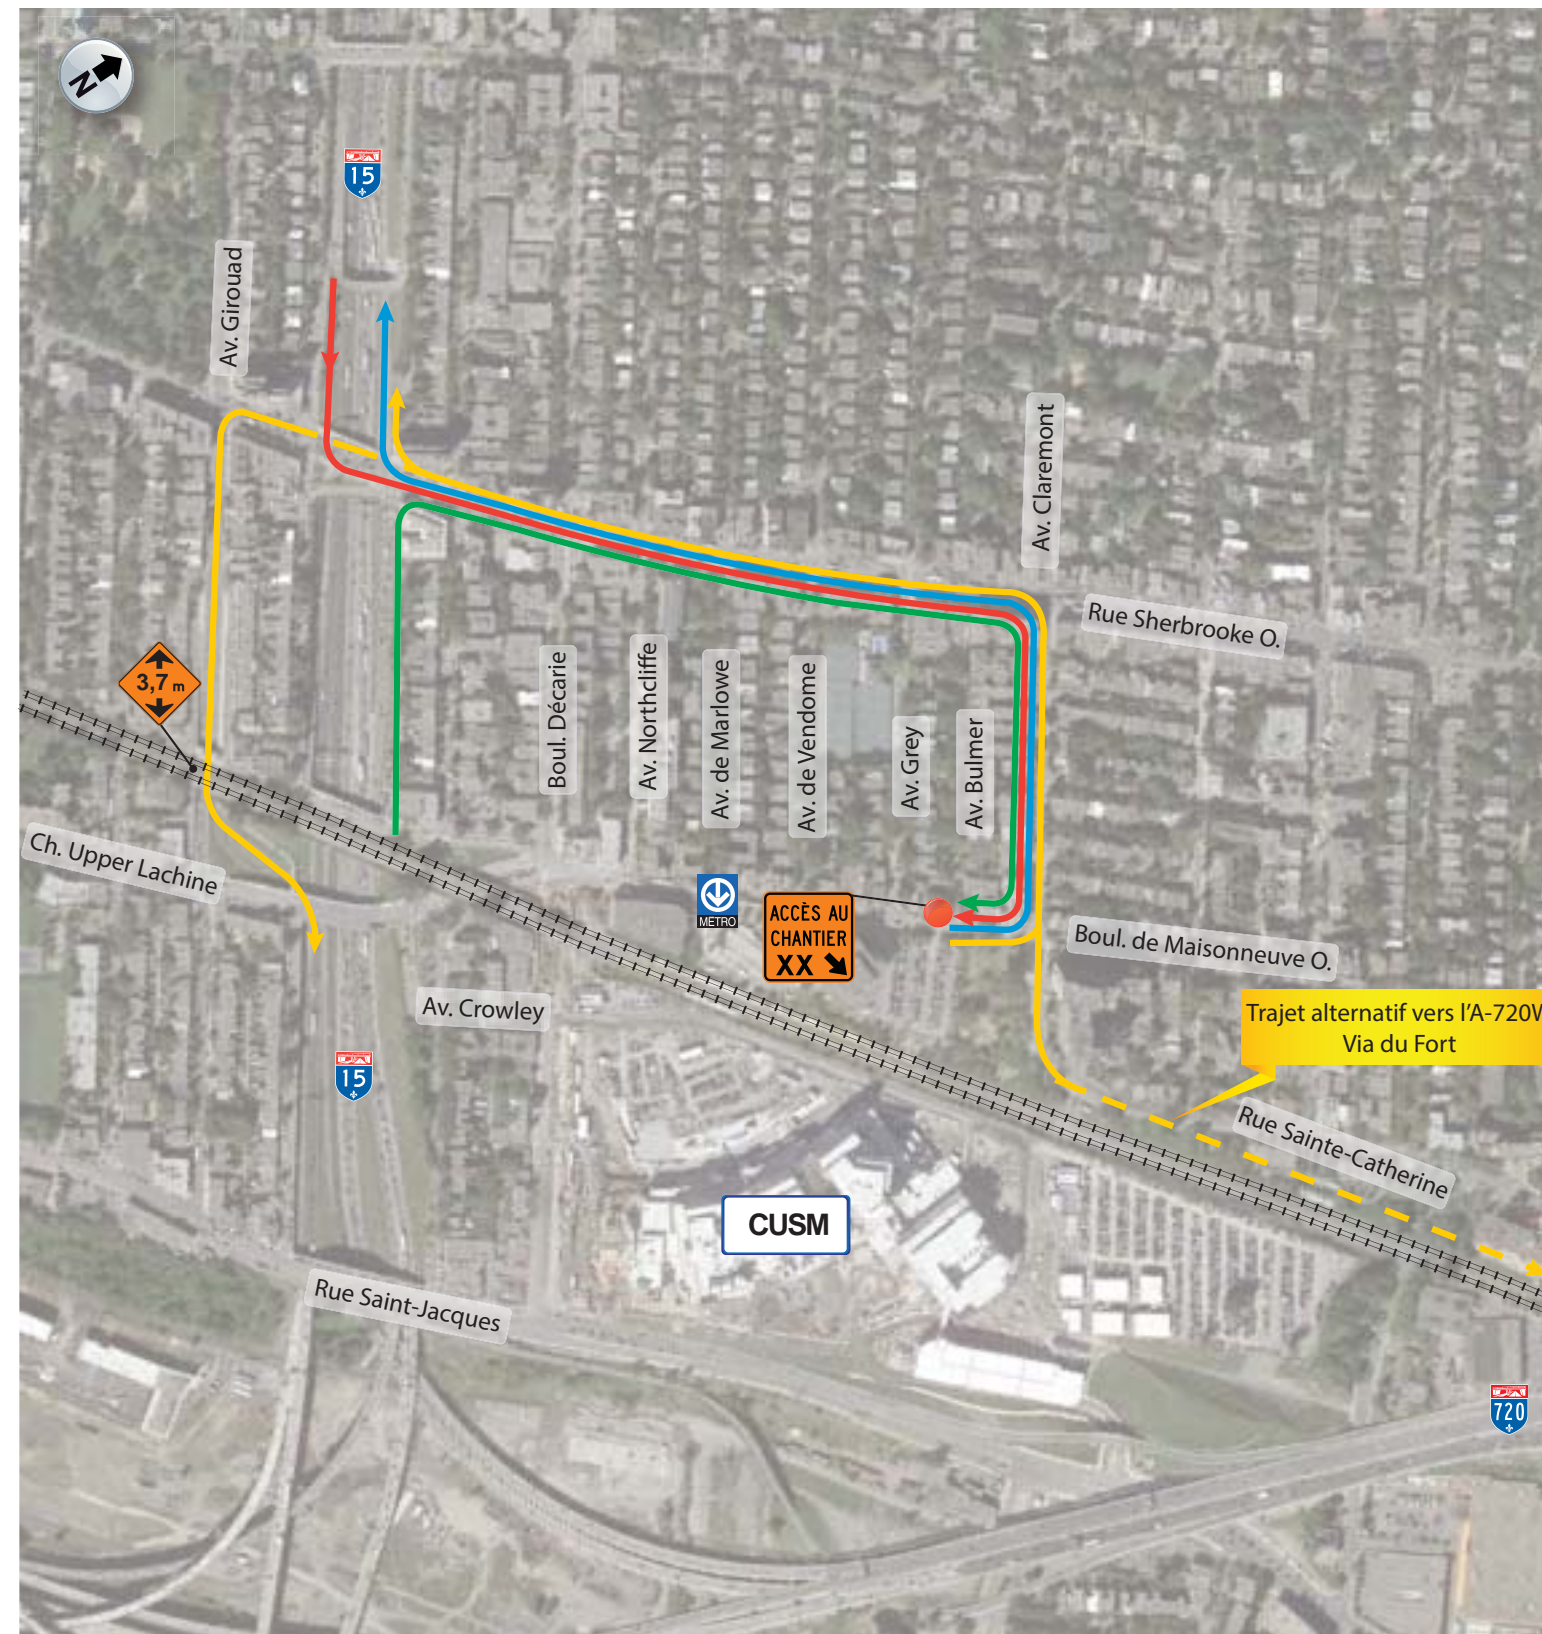 N
15
Av. Girouad
Av. Claremont
Rue Sherbrooke O.
3,7 m
Boul. Décarie
Av. Northcliffe
Av. de Marlowe
Av. de Vendome
Av. Grey
Av. Bulmer
Ch. Upper Lachine
METRO
ACCÈS AU
CHANTIER
XX
Boul. de Maisonneuve O.
Av. Crowley
Trajet alternatif vers l'A-720W
Via du Fort
15
Rue Sainte-Catherine
CUSM
Rue Saint-Jacques
720